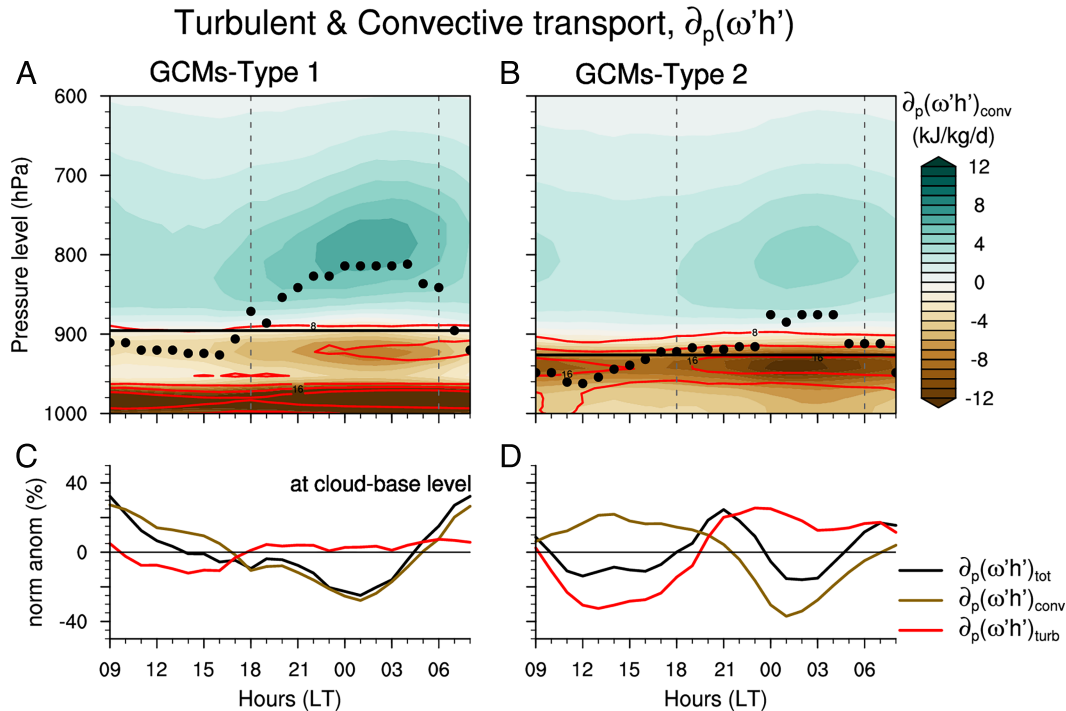 Turbulent & Convective transport, ∂p(ω'h')
A
GCMs-Type 1
B
GCMs-Type 2
∂p(ω'h')conv
(kJ/kg/d)
600
700
800
900
1000
Pressure level (hPa)
8
16
8
16
16
16
12
8
4
0
-4
-8
-12
C
at cloud-base level
D
40
0
-40
norm anom (%)
∂p(ω'h')tot
∂p(ω'h')conv
∂p(ω'h')turb
09 12 15 18 21 00 03 06
Hours (LT)
09 12 15 18 21 00 03 06
Hours (LT)